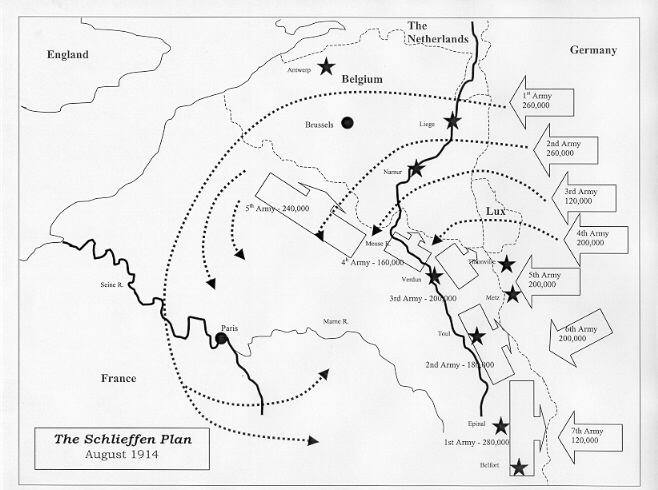 The
Netherlands
England
Germany
Antwerp
Belgium
1st Army
260,000
Brussels
Liege
2nd Army
260,000
Namur
3rd Army
120,000
5th Army - 240,000
Lux
4th Army
200,000
Meuse R.
4th Army - 160,000
Thionville
Verdun
5th Army
200,000
Seine R.
3rd Army - 200,000
Metz
Marne R.
6th Army
200,000
Paris
Toul
2nd Army - 180,000
France
Epinal
7th Army
120,000
1st Army - 280,000
The Schlieffen Plan
August 1914
Belfort